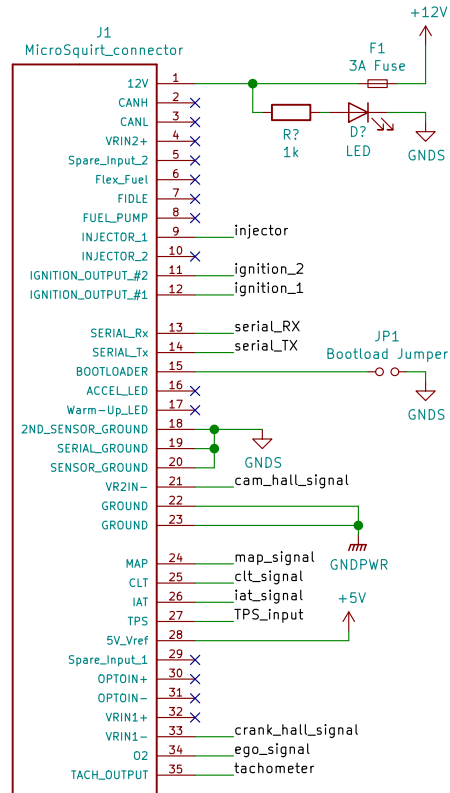 +12V
J1
MicroSquirt_connector
F1
3A Fuse
12V 1
CANH 2
CANL 3
VRIN2+ 4
R?
1k
D?
LED
GNDS
Spare_Input_2 5
Flex_Fuel 6
FIDLE 7
FUEL_PUMP 8
INJECTOR_1 9 injector
INJECTOR_2 10
IGNITION_OUTPUT_#2 11 ignition_2
IGNITION_OUTPUT_#1 12 ignition_1
SERIAL_Rx 13 serial_RX
SERIAL_Tx 14 serial_TX
JP1
Bootload Jumper
BOOTLOADER 15
ACCEL_LED 16
Warm-Up_LED 17
GNDS
2ND_SENSOR_GROUND 18
SERIAL_GROUND 19
SENSOR_GROUND 20
GNDS
VR2IN- 21 cam_hall_signal
GROUND 22
GROUND 23
GNDPWR
MAP 24 map_signal
CLT 25 clt_signal
IAT 26 iat_signal
TPS 27 TPS_input
+5V
5V_Vref 28
Spare_Input_1 29
OPTOIN+ 30
OPTOIN- 31
VRIN1+ 32
VRIN1- 33 crank_hall_signal
O2 34 ego_signal
TACH_OUTPUT 35 tachometer